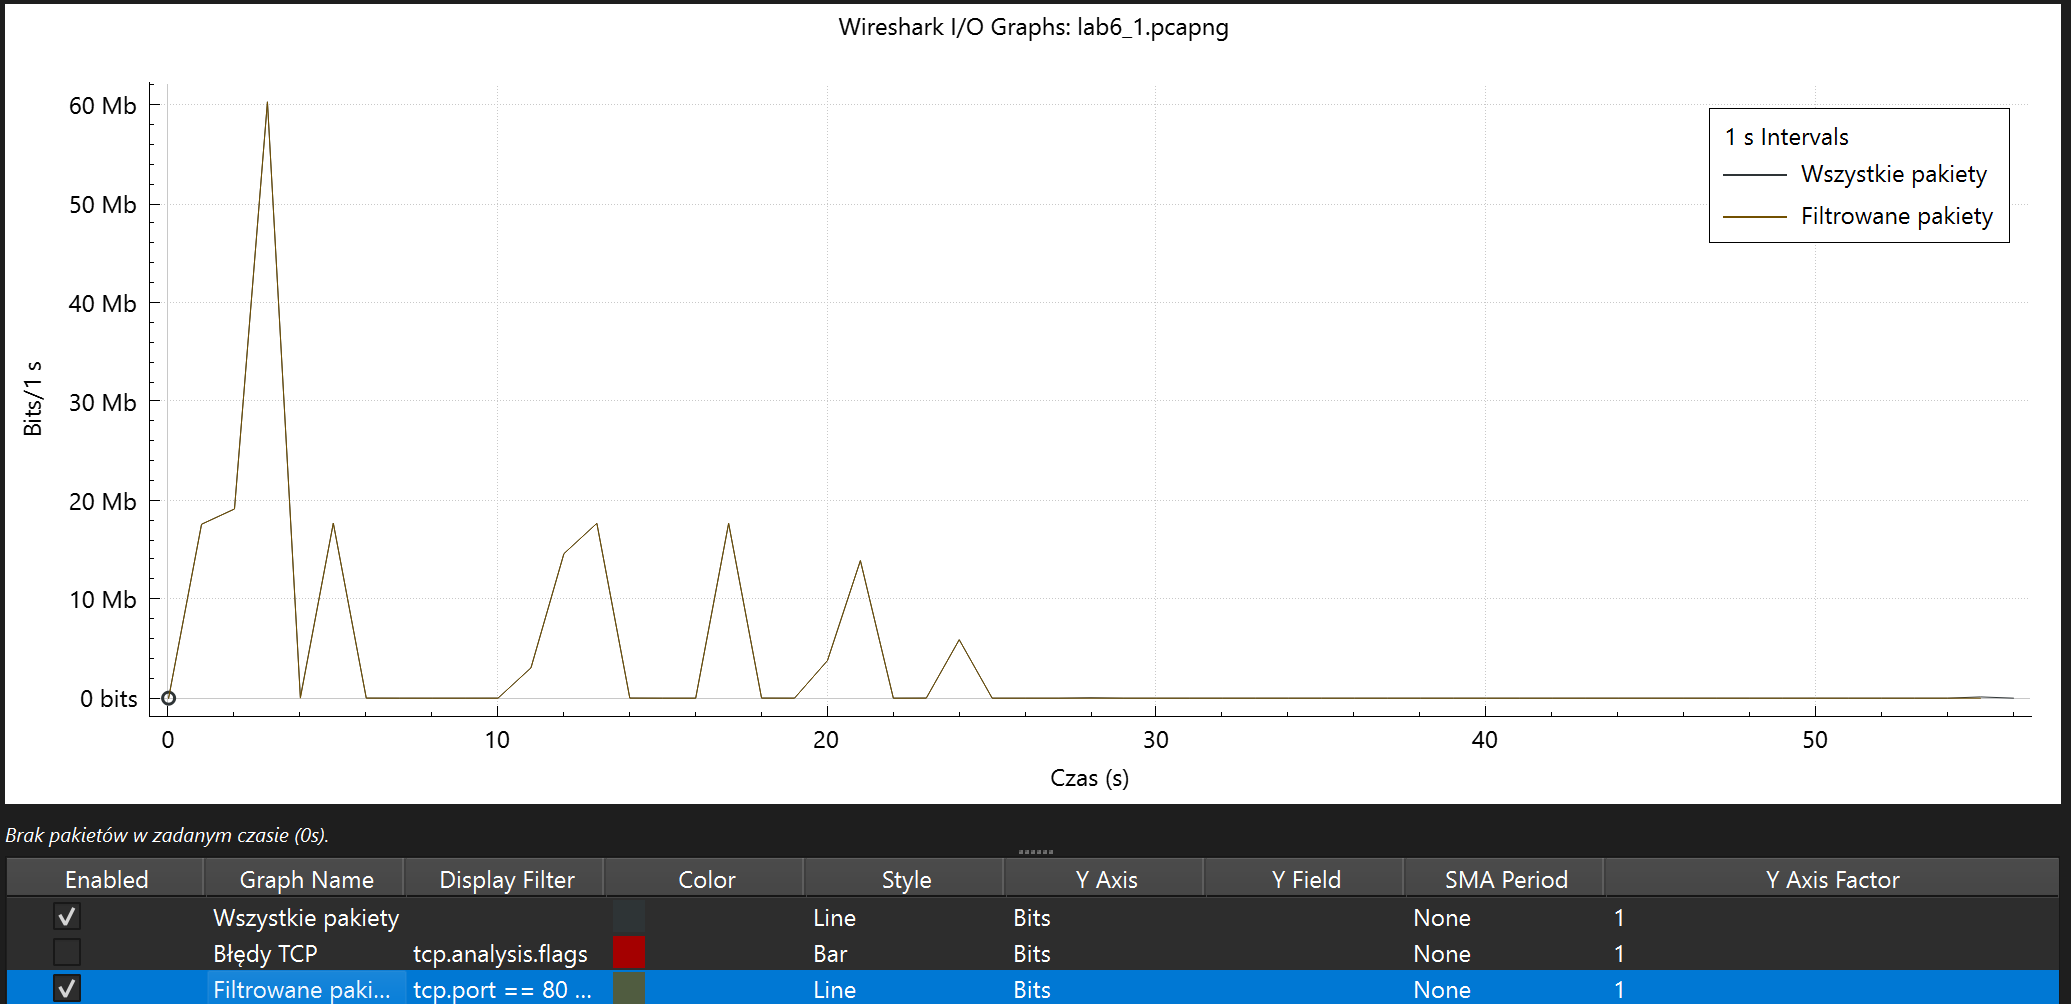 Wireshark I/O Graphs: lab6_1.pcapng
60 Mb
50 Mb
40 Mb
30 Mb
20 Mb
10 Mb
0 bits
Bits/1 s
1 s Intervals
Wszystkie pakiety
Filtrowane pakiety
0 10 20 30 40 50
Czas (s)
Brak pakietów w zadanym czasie (0s).
Enabled Graph Name Display Filter Color Style Y Axis Y Field SMA Period Y Axis Factor
Wszystkie pakiety Line Bits None 1
Błędy TCP tcp.analysis.flags Bar Bits None 1
Filtrowane paki... tcp.port == 80 ... Line Bits None 1